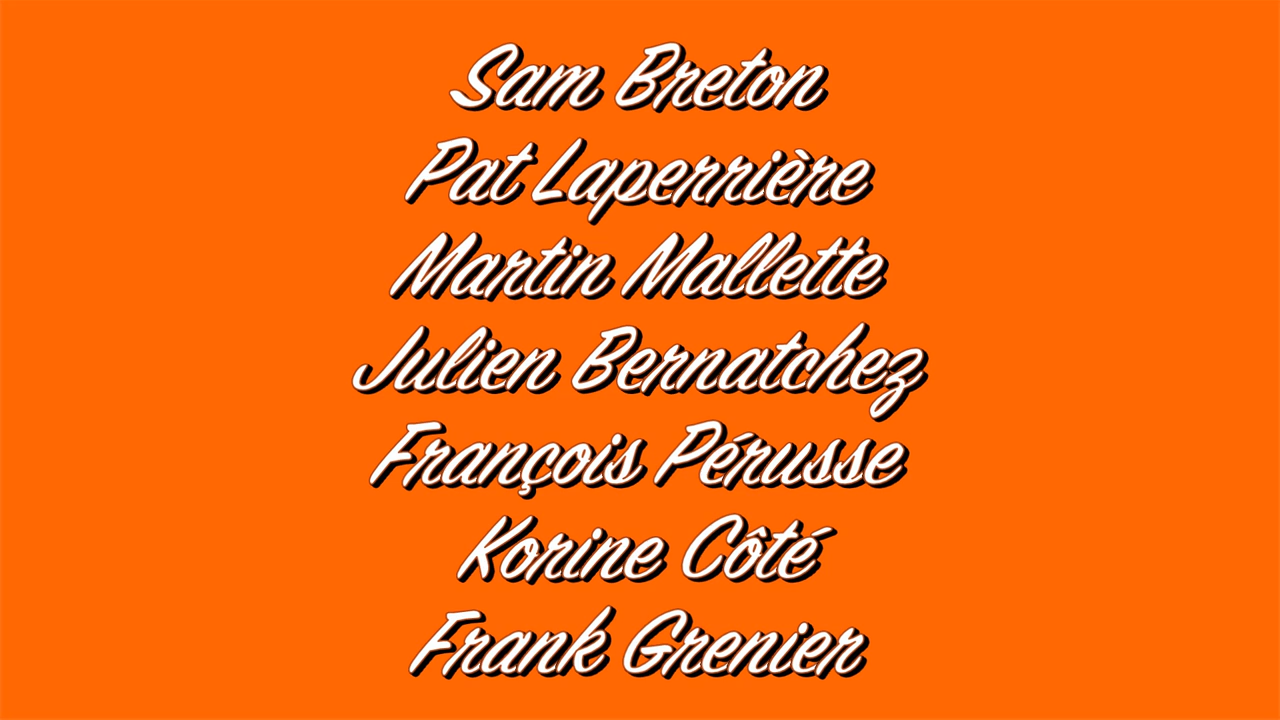 Sam Breton
Pat Laperrière
Martin Mallette
Julien Bernatchez
François Pérusse
Korine Côté
Frank Grenier